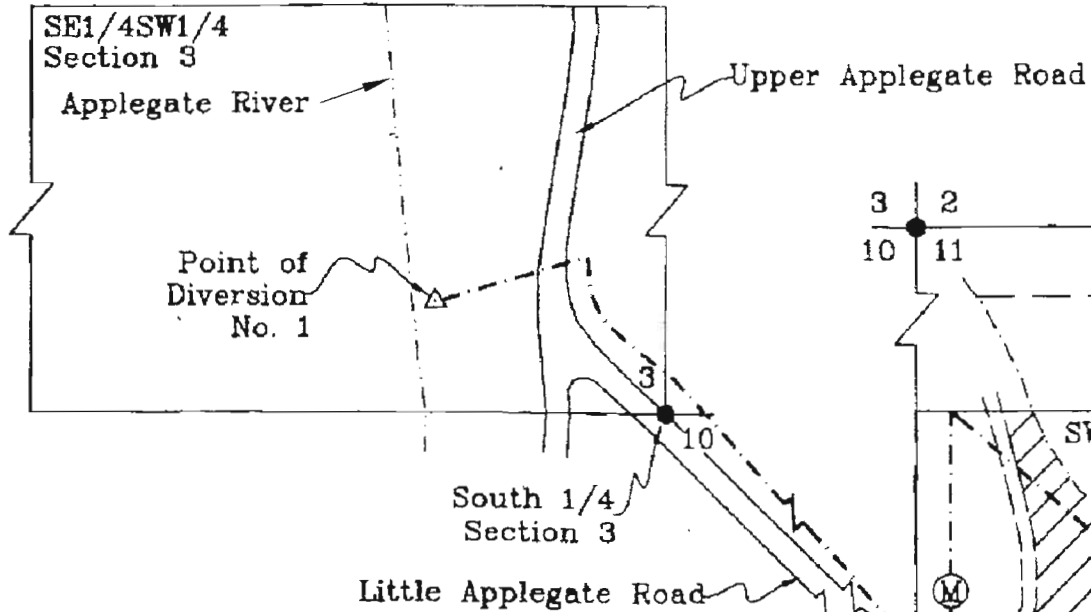 SE1/4SW1/4
Section 3
Applegate River
Upper Applegate Road
3 2
10 11
Point of
Diversion
No. 1
3
10
SW
South 1/4
Section 3
Little Applegate Road
M